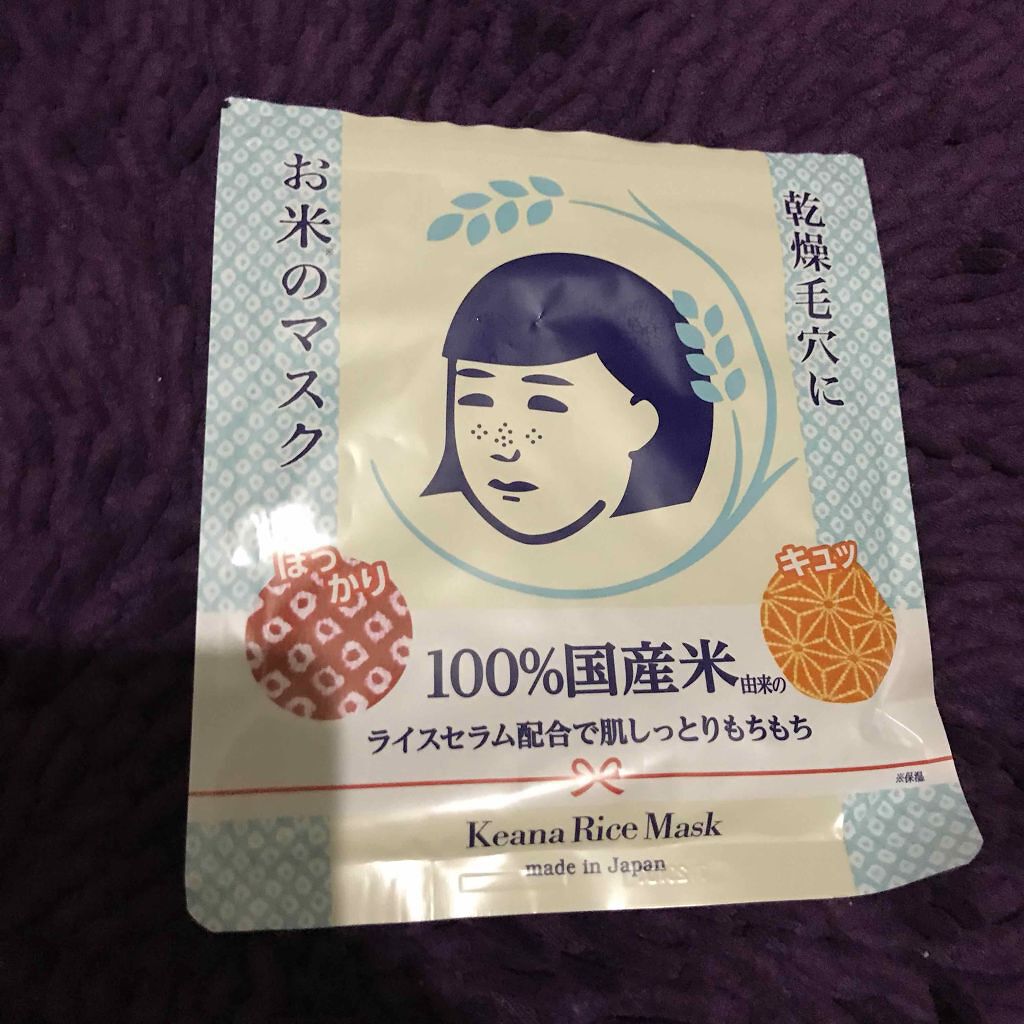 乾燥毛穴に
お米のマスク
ほっ
かり
キュッ
100%国産米由来の
ライスセラム配合で肌しっとりもちもち
※保湿
Keana Rice Mask
made in Japan